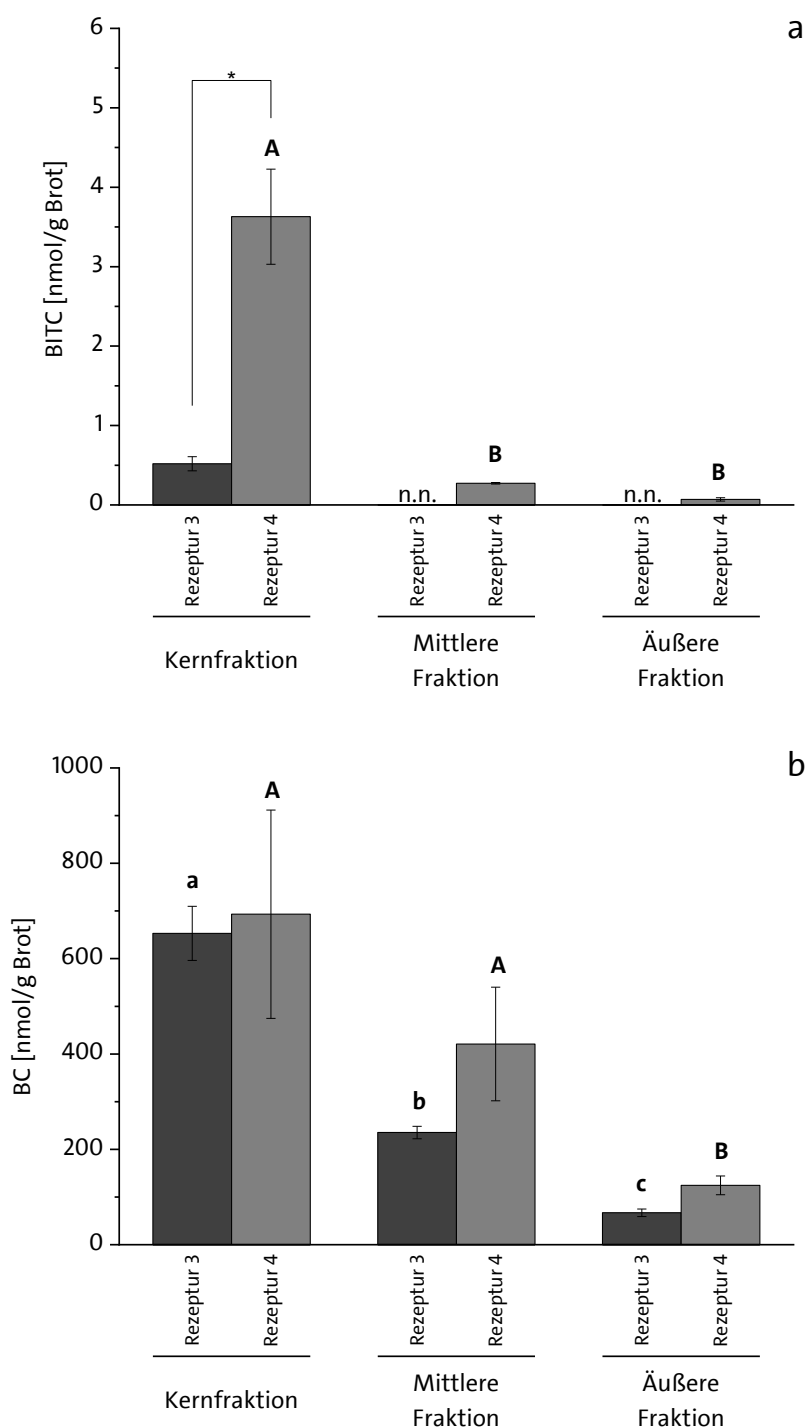 a
6
5
4
3
2
1
0
BITC [nmol/g Brot]
*
A
n.n.
B
n.n.
B
Rezeptur 3
Rezeptur 4
Rezeptur 3
Rezeptur 4
Rezeptur 3
Rezeptur 4
Kernfraktion
Mittlere
Fraktion
Äußere
Fraktion
b
1000
800
600
400
200
0
BC [nmol/g Brot]
a
A
b
A
c
B
Rezeptur 3
Rezeptur 4
Rezeptur 3
Rezeptur 4
Rezeptur 3
Rezeptur 4
Kernfraktion
Mittlere
Fraktion
Äußere
Fraktion